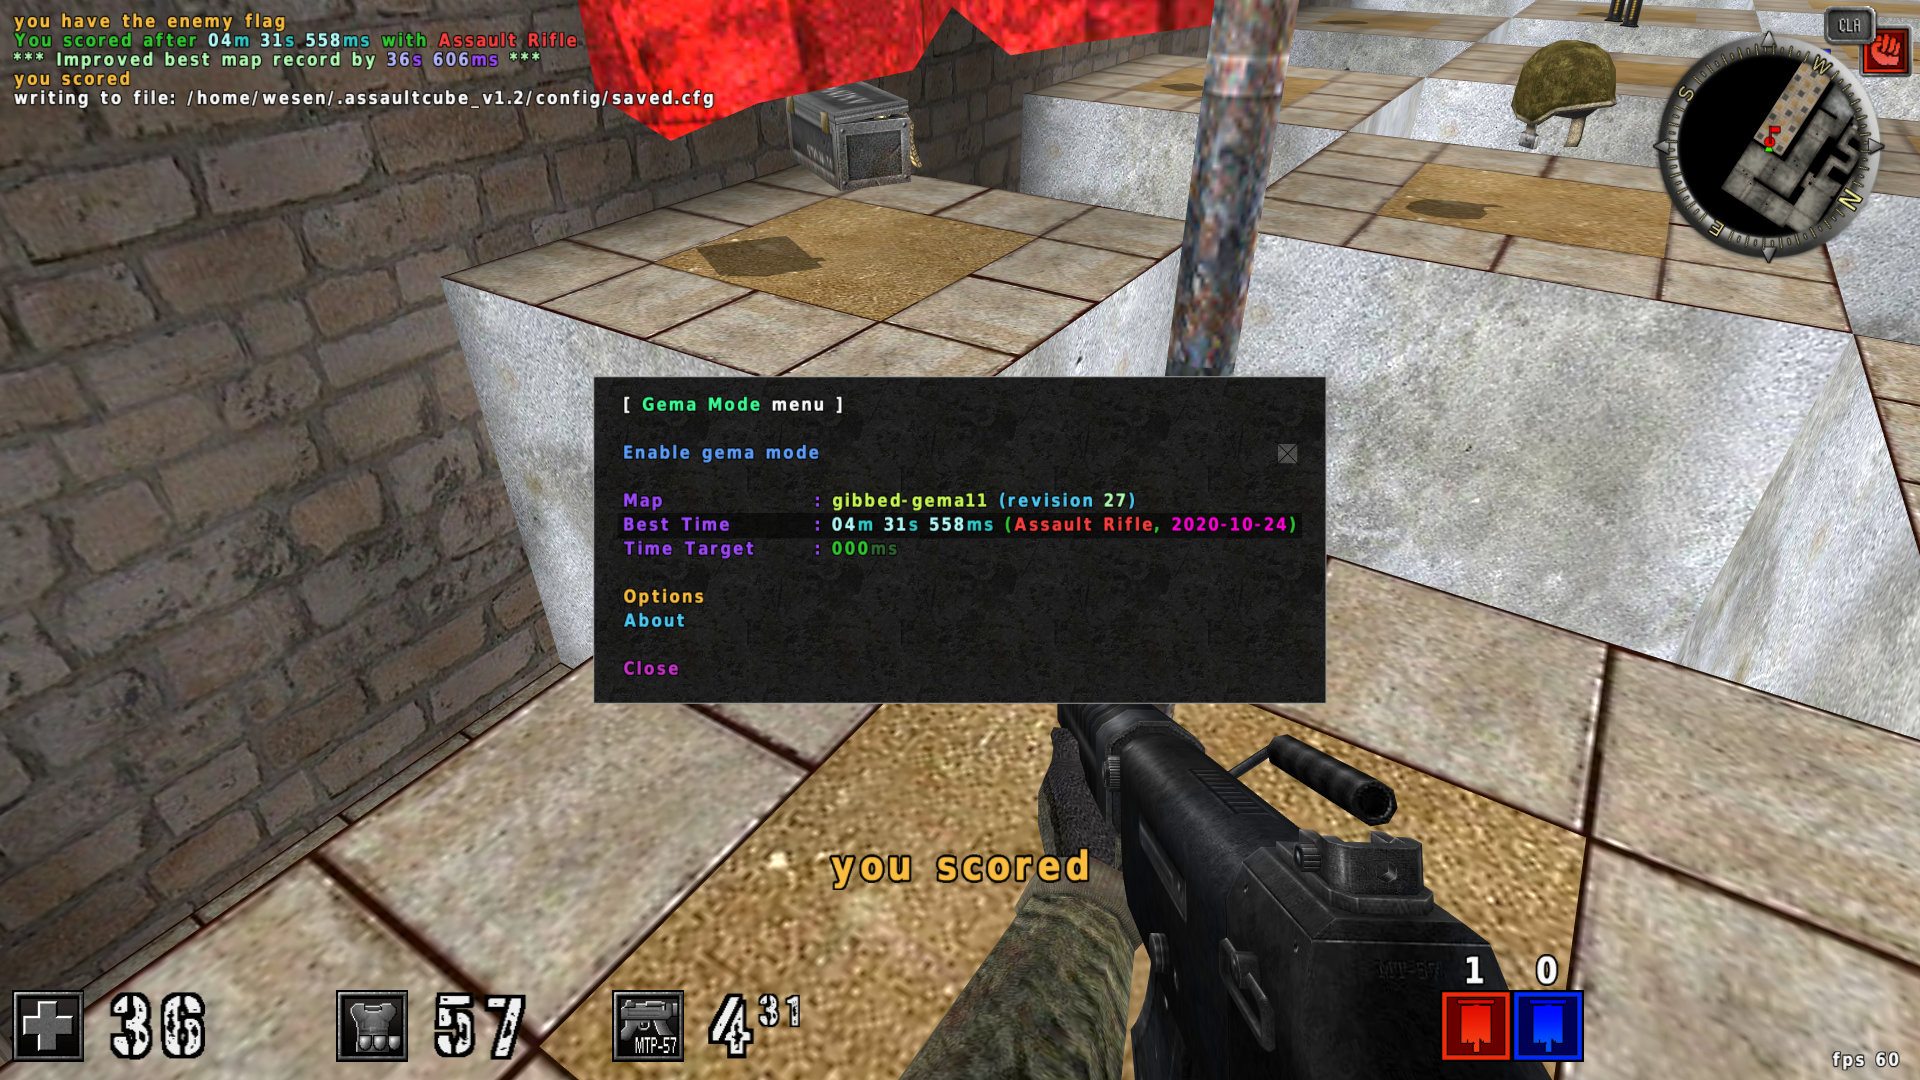 you have the enemy flag
You scored after 04m 31s 558ms with Assault Rifle
*** Improved best map record by 36s 606ms ***
you scored
writing to file: /home/wesen/.assaultcube_v1.2/config/saved.cfg
CLA
W
S
N
E
[ Gema Mode menu ]
Enable gema mode
Map : gibbed-gema11 (revision 27)
Best Time : 04m 31s 558ms (Assault Rifle, 2020-10-24)
Time Target : 000ms
Options
About
Close
you scored
1 0
36 57 MTP-57 4 31
fps 60